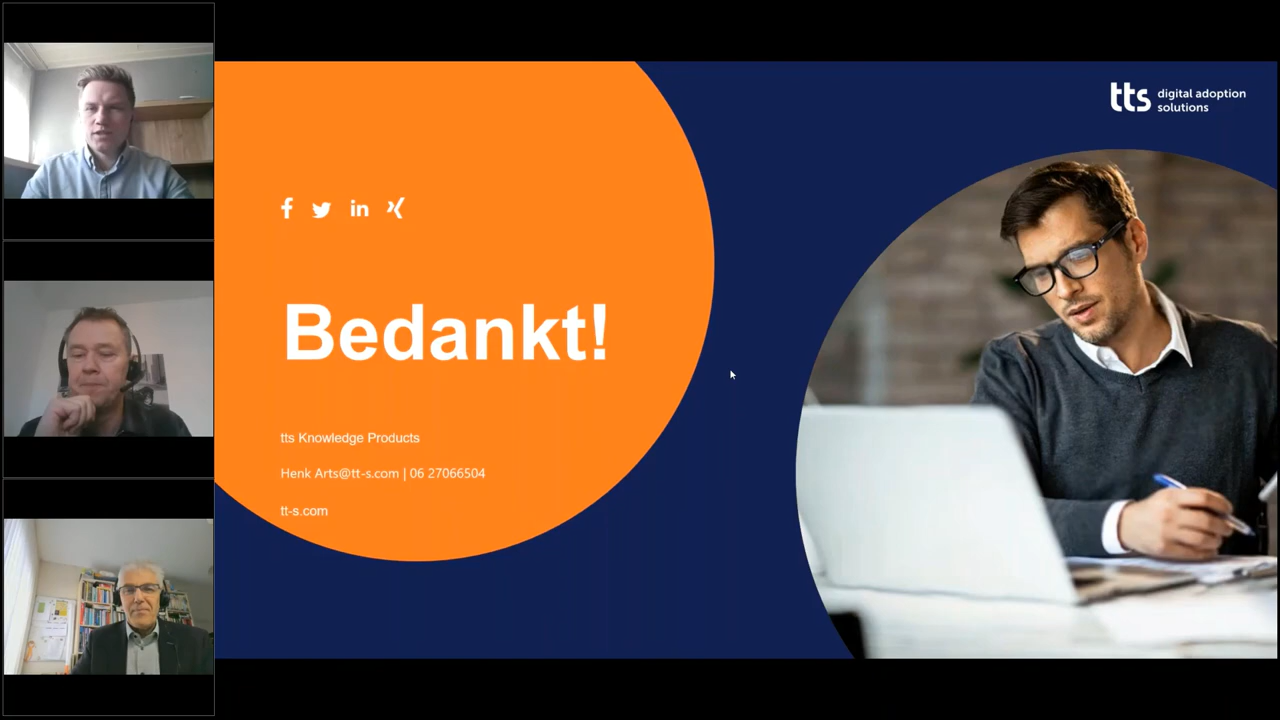 tts digital adoption
solutions
Bedankt!
tts Knowledge Products
Henk Arts@tt-s.com | 06 27066504
tt-s.com